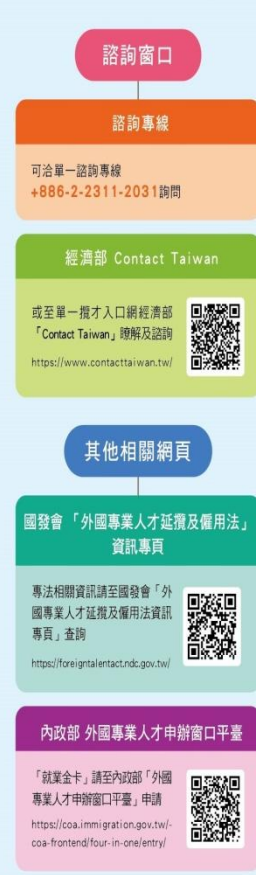 諮詢窗口
諮詢專線
可洽單一諮詢專線
+886-2-2311-2031詢問
經濟部 Contact Taiwan
或至單一攬才入口網經濟部
「Contact Taiwan」瞭解及諮詢
https://www.contacttaiwan.tw/
其他相關網頁
國發會 「外國專業人才延攬及僱用法」
資訊專頁
專法相關資訊請至國發會「外
國專業人才延攬及僱用法資訊
專頁」查詢
https://foreigntalentact.ndc.gov.tw/
內政部 外國專業人才申辦窗口平臺
「就業金卡」請至內政部「外國
專業人才申辦窗口平臺」申請
https://coa.immigration.gov.tw/-
coa-frontend/four-in-one/entry/